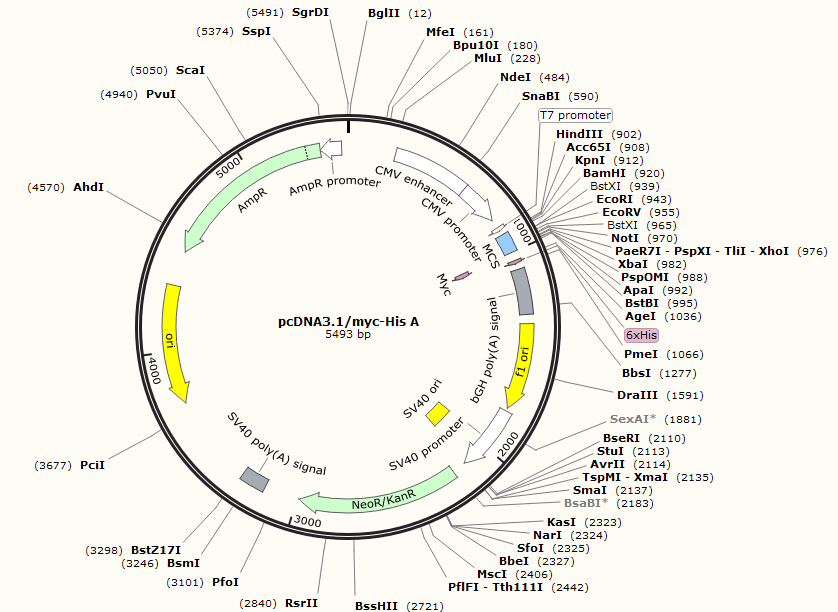 (5491) SgrDI
BglII (12)
(5374) SspI
MfeI (161)
Bpu10I (180)
MluI (228)
(5050) ScaI
NdeI (484)
(4940) PvuI
SnaBI (590)
T7 promoter
HindIII (902)
Acc65I (908)
KpnI (912)
BamHI (920)
BstXI (939)
EcoRI (943)
EcoRV (955)
BstXI (965)
NotI (970)
PaeR7I - PspXI - TliI - XhoI (976)
XbaI (982)
PspOMI (988)
ApaI (992)
BstBI (995)
AgeI (1036)
6xHis
PmeI (1066)
BbsI (1277)
DraIII (1591)
SexAI* (1881)
BseRI (2110)
StuI (2113)
AvrII (2114)
TspMI - XmaI (2135)
SmaI (2137)
BsaBI* (2183)
KasI (2323)
NarI (2324)
SfoI (2325)
BbeI (2327)
MscI (2406)
PflFI - Tth111I (2442)
BssHII (2721)
(2840) RsrII
(3101) PfoI
(3246) BsmI
(3298) BstZ17I
(3677) PciI
(4570) AhdI
5000
AmpR
AmpR promoter
CMV enhancer
CMV promoter
1000
MCS
Myc
bGH poly(A) signal
f1 ori
pcDNA3.1/myc-His A
5493 bp
ori
4000
SV40 ori
SV40 promoter
2000
SV40 poly(A) signal
NeoR/KanR
3000